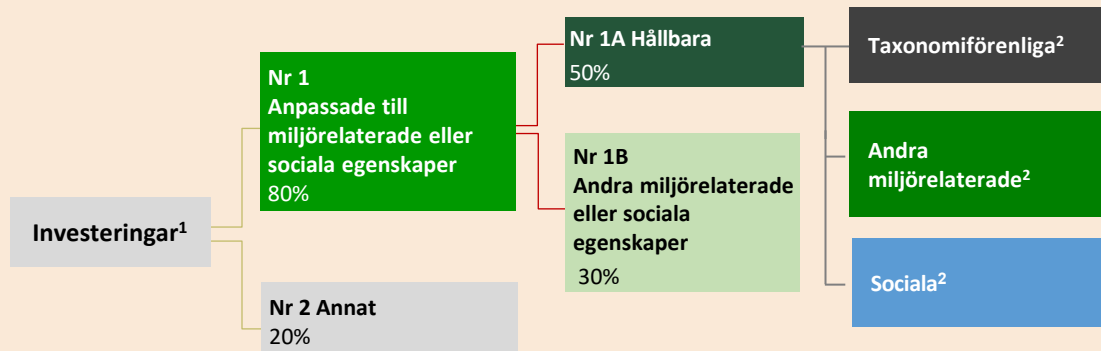 Investeringar¹
Nr 1
Anpassade till
miljörelaterade eller
sociala egenskaper
80%
Nr 2 Annat
20%
Nr 1A Hållbara
50%
Nr 1B
Andra miljörelaterade
eller sociala
egenskaper
30%
Taxonomiförenliga²
Andra
miljörelaterade²
Sociala²